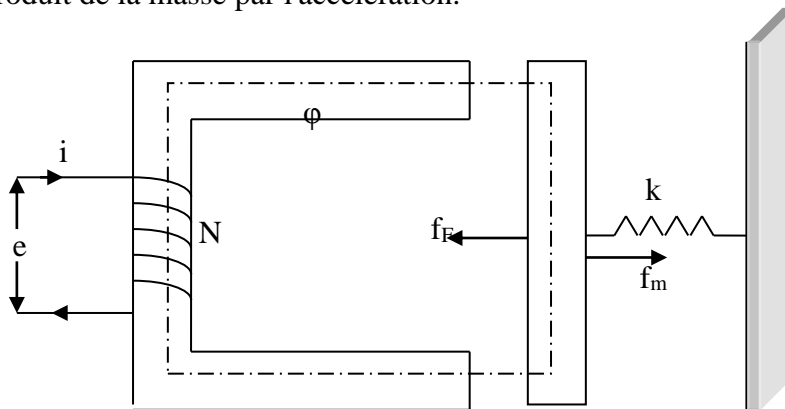 roduit de la masse par l'accélération.
φ
i
k
N
f_F
e
f_m